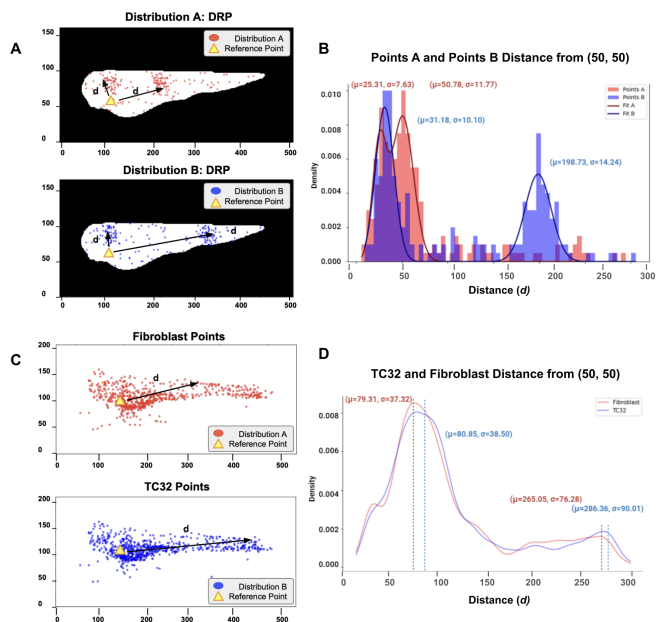 A
Distribution A: DRP
150
100
50
0
Distribution A
Reference Point
d
d
0 100 200 300 400 500
Distribution B: DRP
150
100
50
0
Distribution B
Reference Point
d
d
0 100 200 300 400 500
B
Points A and Points B Distance from (50, 50)
(μ=25.31, σ=7.63)
(μ=50.78, σ=11.77)
(μ=31.18, σ=10.10)
(μ=198.73, σ=14.24)
Points A
Points B
Fit A
Fit B
Density
0.010
0.008
0.006
0.004
0.002
0.000
0 50 100 150 200 250 300
Distance (d)
C
Fibroblast Points
200
150
100
50
0
d
Distribution A
Reference Point
0 100 200 300 400 500
TC32 Points
200
150
100
50
0
d
Distribution B
Reference Point
0 100 200 300 400 500
D
TC32 and Fibroblast Distance from (50, 50)
(μ=79.31, σ=37.32)
(μ=80.85, σ=38.50)
(μ=265.05, σ=76.28)
(μ=286.36, σ=90.01)
Fibroblast
TC32
Density
0.008
0.006
0.004
0.002
0.000
0 50 100 150 200 250 300
Distance (d)